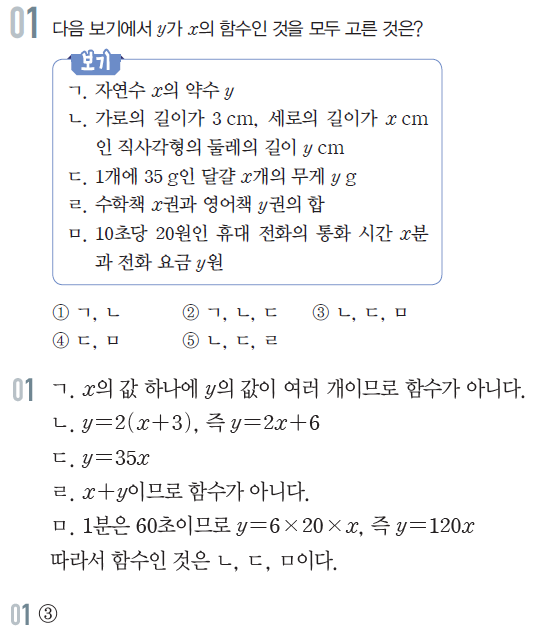 01 다음 보기에서 y가 x의 함수인 것을 모두 고른 것은?
보기
ㄱ. 자연수 x의 약수 y
ㄴ. 가로의 길이가 3 cm, 세로의 길이가 x cm
인 직사각형의 둘레의 길이 y cm
ㄷ. 1개에 35 g인 달걀 x개의 무게 y g
ㄹ. 수학책 x권과 영어책 y권의 합
ㅁ. 10초당 20원인 휴대 전화의 통화 시간 x분
과 전화 요금 y원
① ㄱ, ㄴ ② ㄱ, ㄴ, ㄷ ③ ㄴ, ㄷ, ㅁ
④ ㄷ, ㅁ ⑤ ㄴ, ㄷ, ㄹ
01 ㄱ. x의 값 하나에 y의 값이 여러 개이므로 함수가 아니다.
ㄴ. y=2(x+3), 즉 y=2x+6
ㄷ. y=35x
ㄹ. x+y이므로 함수가 아니다.
ㅁ. 1분은 60초이므로 y=6×20×x, 즉 y=120x
따라서 함수인 것은 ㄴ, ㄷ, ㅁ이다.
01 ③